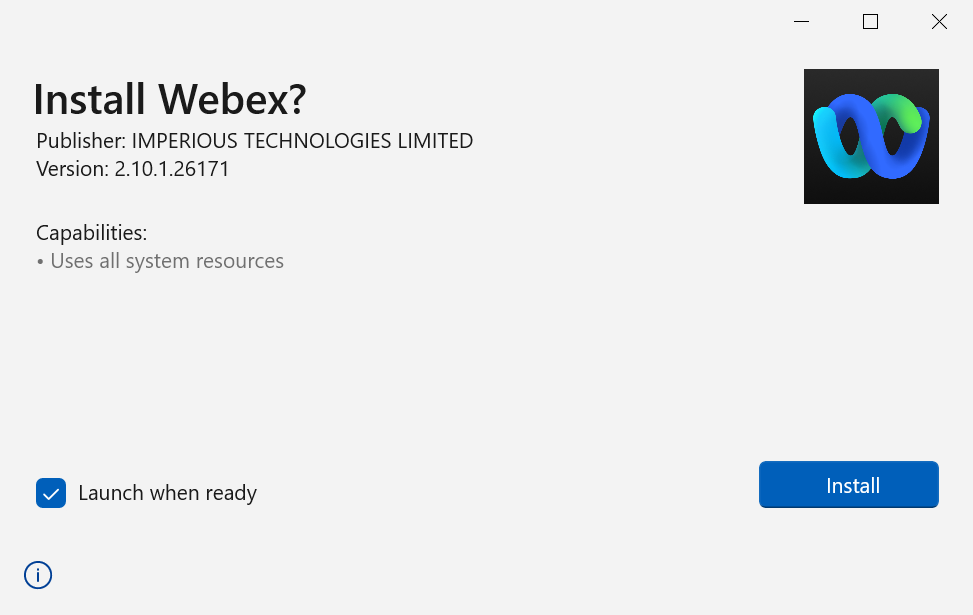 Install Webex?
Publisher: IMPERIOUS TECHNOLOGIES LIMITED
Version: 2.10.1.26171
Capabilities:
• Uses all system resources
Launch when ready
Install